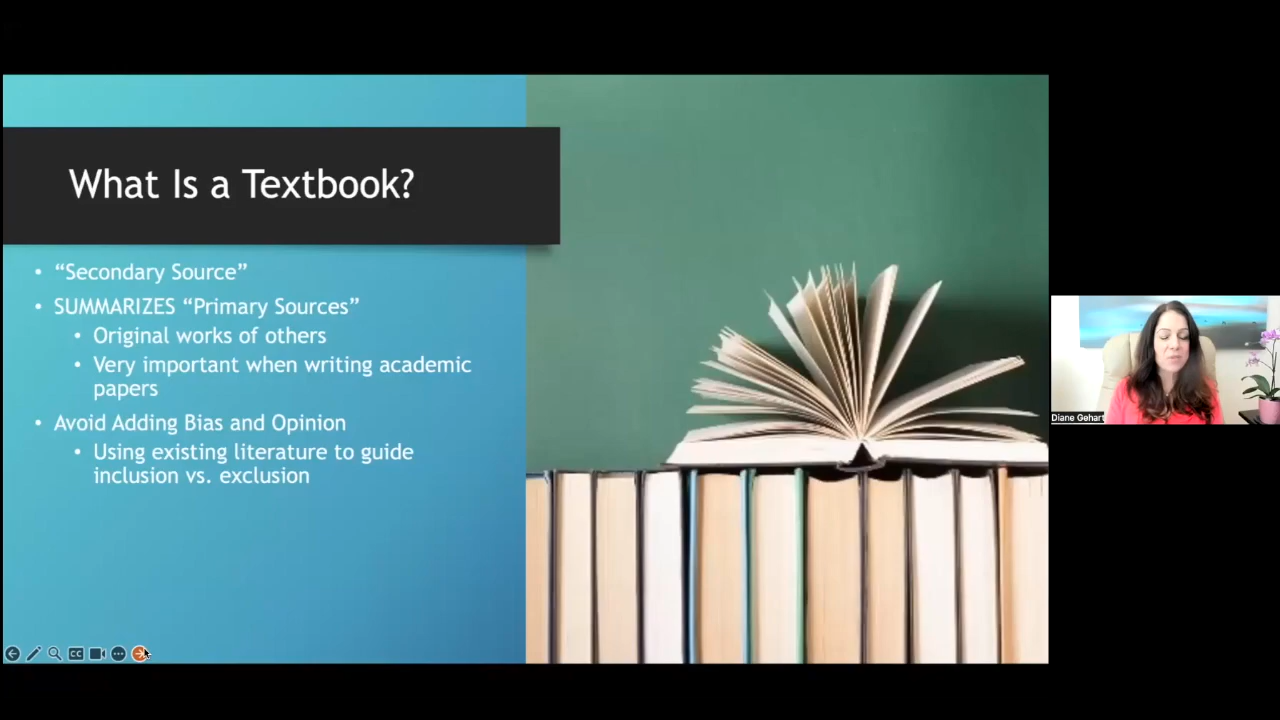 What Is a Textbook?
• “Secondary Source”
• SUMMARIZES “Primary Sources”
• Original works of others
• Very important when writing academic
papers
• Avoid Adding Bias and Opinion
• Using existing literature to guide
inclusion vs. exclusion
Diane Gehart
CC